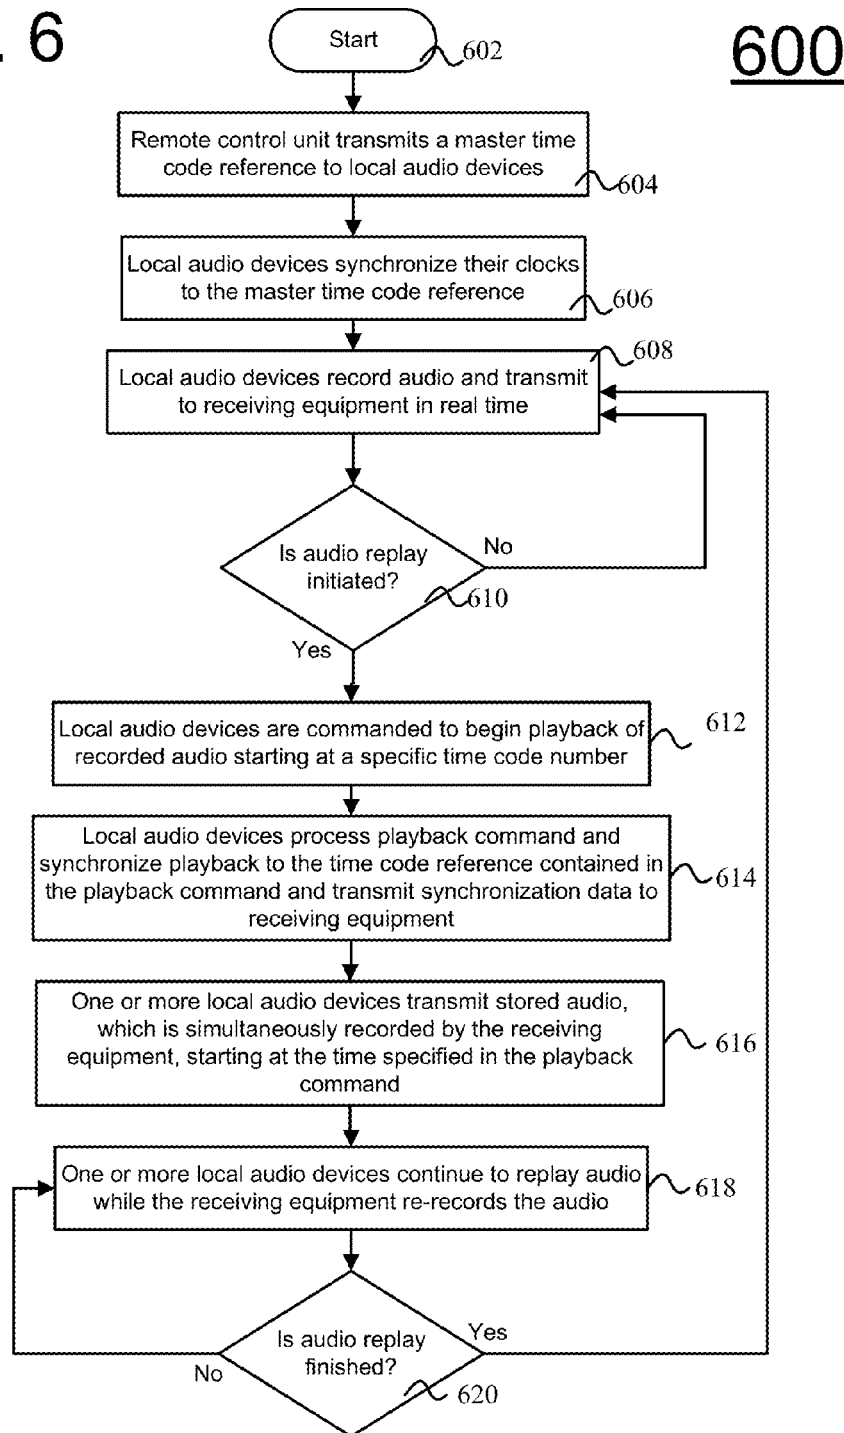 . 6
600
Start
602
Remote control unit transmits a master time
code reference to local audio devices
604
Local audio devices synchronize their clocks
to the master time code reference
606
608
Local audio devices record audio and transmit
to receiving equipment in real time
Is audio replay
initiated?
No
610
Yes
Local audio devices are commanded to begin playback of
recorded audio starting at a specific time code number
612
Local audio devices process playback command and
synchronize playback to the time code reference contained in
the playback command and transmit synchronization data to
receiving equipment
614
One or more local audio devices transmit stored audio,
which is simultaneously recorded by the receiving
equipment, starting at the time specified in the playback
command
616
One or more local audio devices continue to replay audio
while the receiving equipment re-records the audio
618
Is audio replay
finished?
Yes
No
620